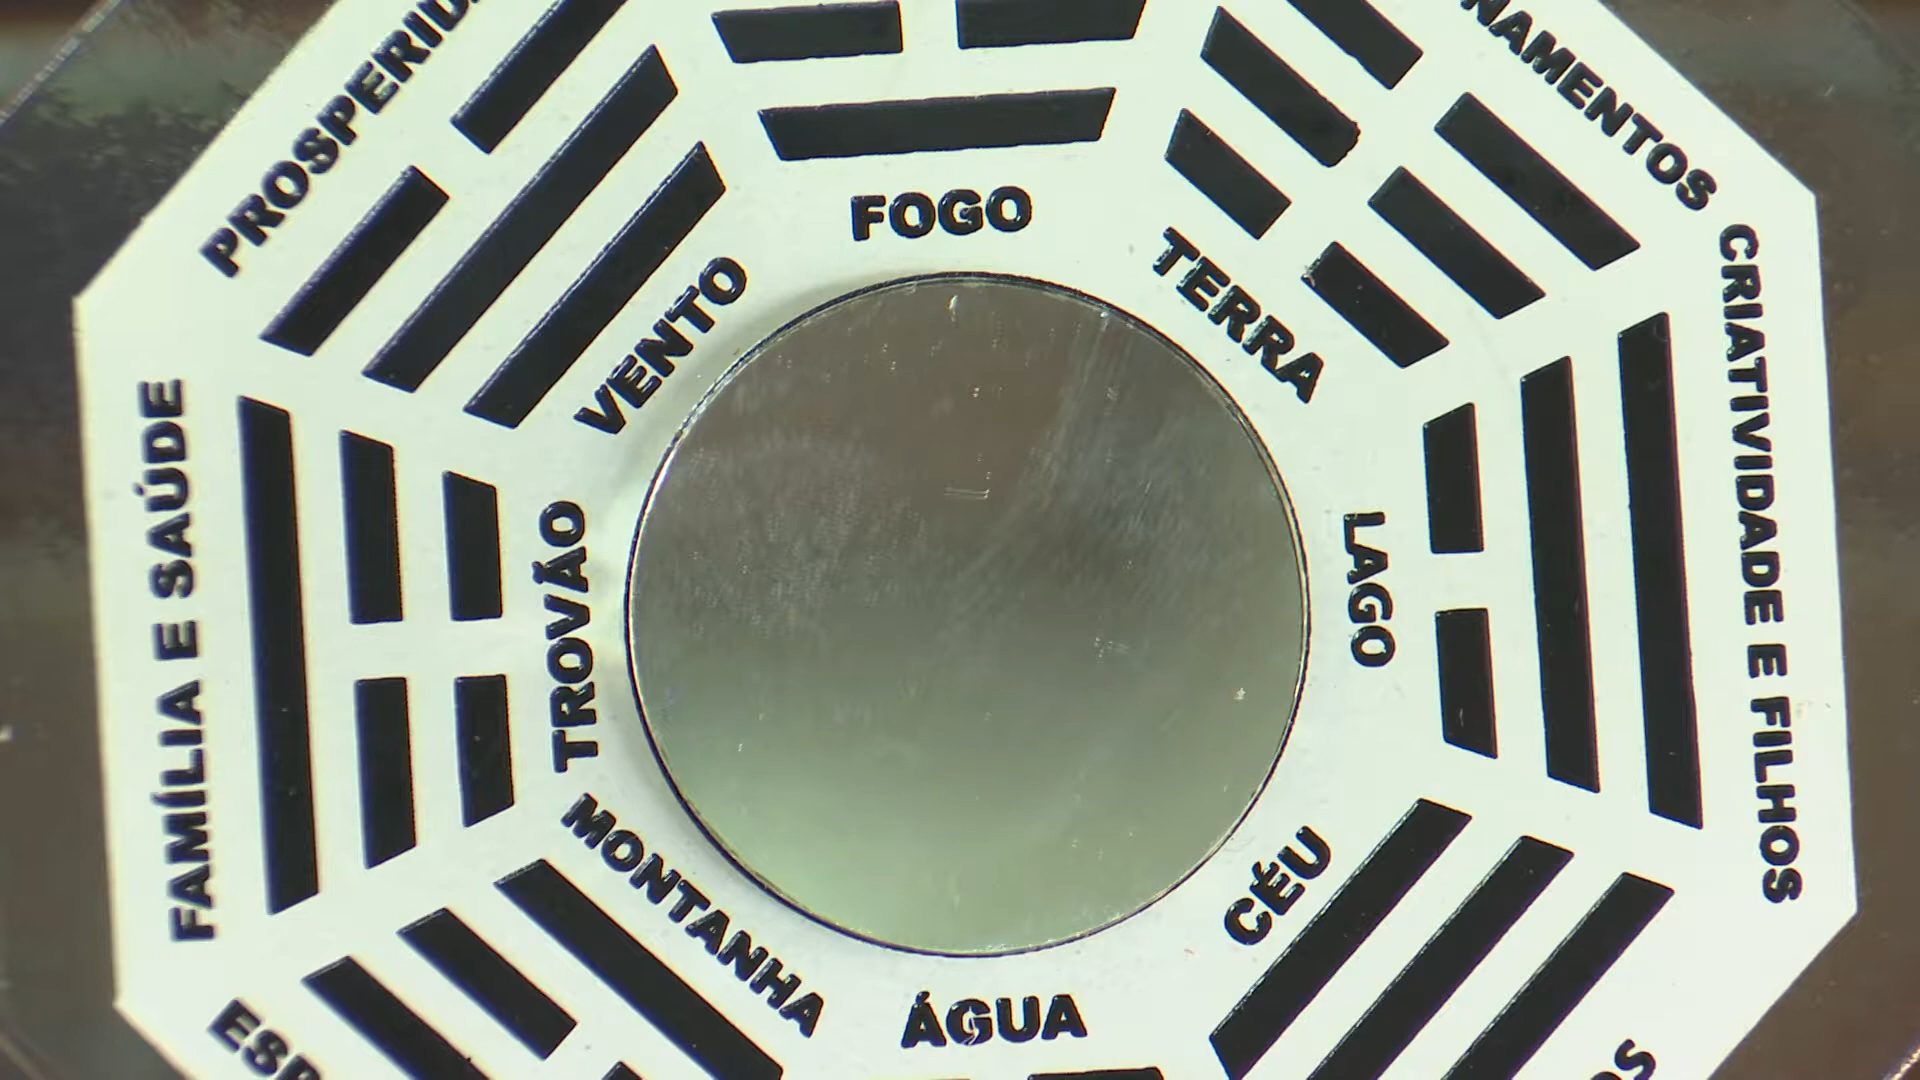 FOGO
TERRA
LAGO
CÉU
ÁGUA
MONTANHA
TROVÃO
VENTO
CRIATIVIDADE E FILHOS
FAMÍLIA E SAÚDE